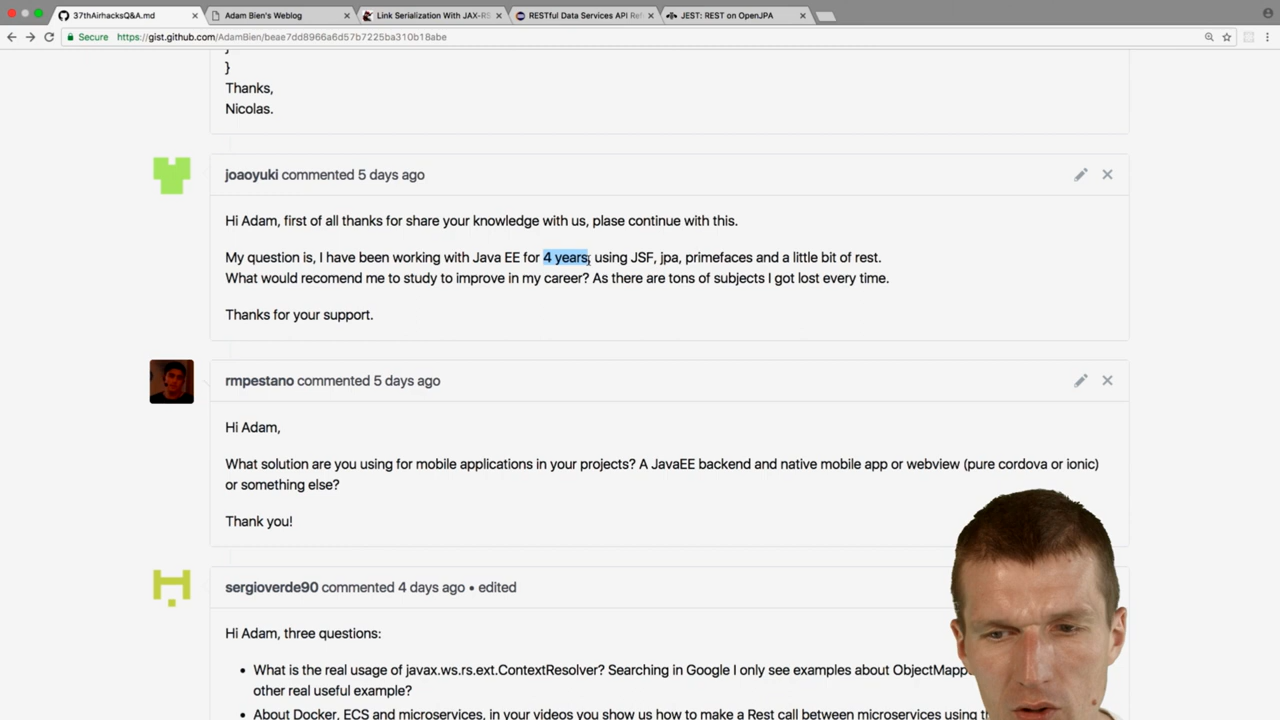 37thAirhacksQ&A.md
Adam Bien's Weblog
Link Serialization With JAX-RS
RESTful Data Services API Ref
JEST: REST on OpenJPA
Secure
https://gist.github.com/AdamBien/beae7dd8966a6d57b7225ba310b18abe
}
}
Thanks,
Nicolas.
joaoyuki commented 5 days ago
Hi Adam, first of all thanks for share your knowledge with us, plase continue with this.
My question is, I have been working with Java EE for 4 years, using JSF, jpa, primefaces and a little bit of rest.
What would recomend me to study to improve in my career? As there are tons of subjects I got lost every time.
Thanks for your support.
rmpestano commented 5 days ago
Hi Adam,
What solution are you using for mobile applications in your projects? A JavaEE backend and native mobile app or webview (pure cordova or ionic)
or something else?
Thank you!
sergioverde90 commented 4 days ago • edited
Hi Adam, three questions:
• What is the real usage of javax.ws.rs.ext.ContextResolver? Searching in Google I only see examples about ObjectMapp
other real useful example?
• About Docker, ECS and microservices, in your videos you show us how to make a Rest call between microservices using